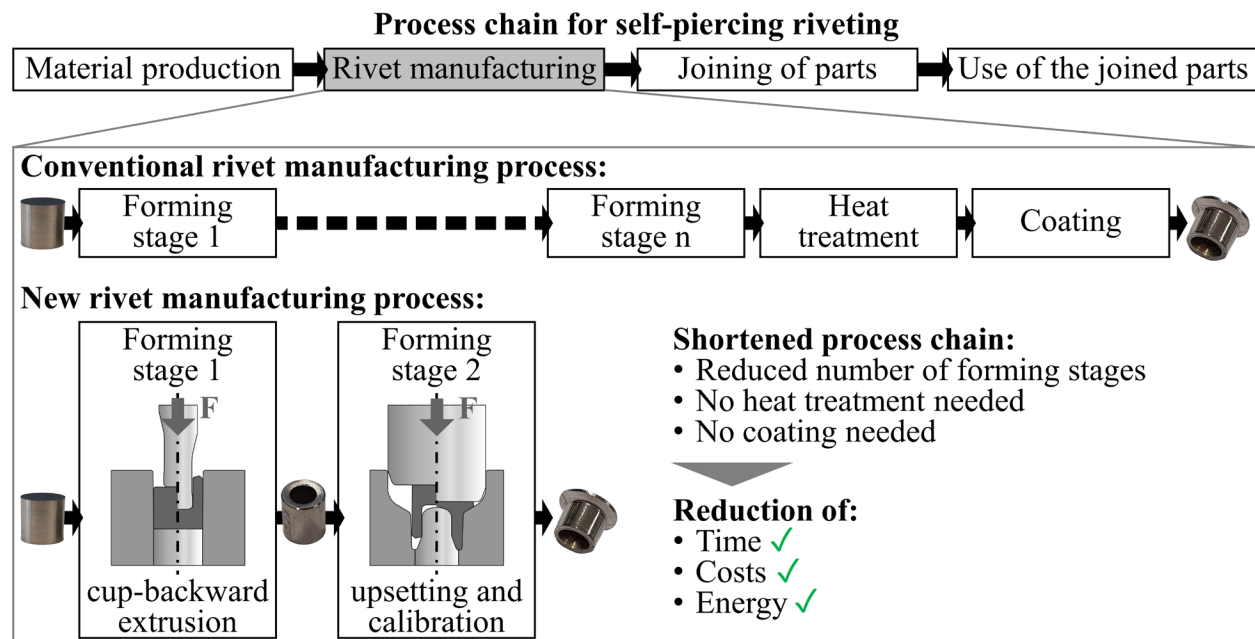 Process chain for self-piercing riveting
Material production
Rivet manufacturing
Joining of parts
Use of the joined parts
Conventional rivet manufacturing process:
Forming
stage 1
Forming
stage n
Heat
treatment
Coating
New rivet manufacturing process:
Forming
stage 1
F
cup-backward
extrusion
Forming
stage 2
F
upsetting and
calibration
Shortened process chain:
• Reduced number of forming stages
• No heat treatment needed
• No coating needed
Reduction of:
• Time ✓
• Costs ✓
• Energy ✓